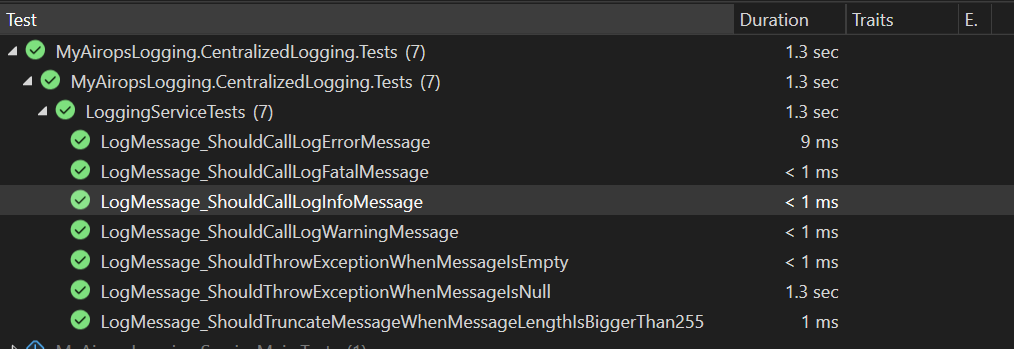 Test Duration Traits E.
MyAiropsLogging.CentralizedLogging.Tests (7) 1.3 sec
MyAiropsLogging.CentralizedLogging.Tests (7) 1.3 sec
LoggingServiceTests (7) 1.3 sec
LogMessage_ShouldCallLogErrorMessage 9 ms
LogMessage_ShouldCallLogFatalMessage < 1 ms
LogMessage_ShouldCallLogInfoMessage < 1 ms
LogMessage_ShouldCallLogWarningMessage < 1 ms
LogMessage_ShouldThrowExceptionWhenMessageIsEmpty < 1 ms
LogMessage_ShouldThrowExceptionWhenMessageIsNull 1.3 sec
LogMessage_ShouldTruncateMessageWhenMessageLengthIsBiggerThan255 1 ms